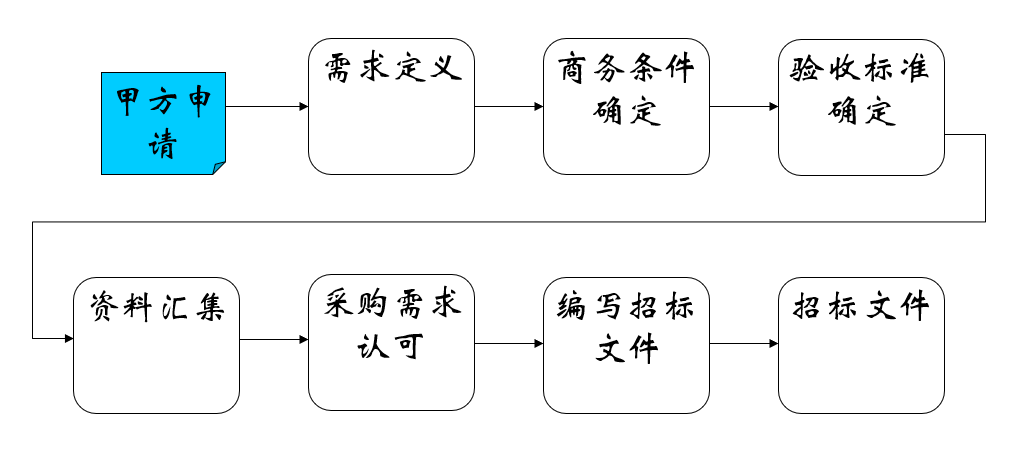 甲方申
请
需求定义
商务条件
确定
验收标准
确定
资料汇集
采购需求
认可
编写招标
文件
招标文件